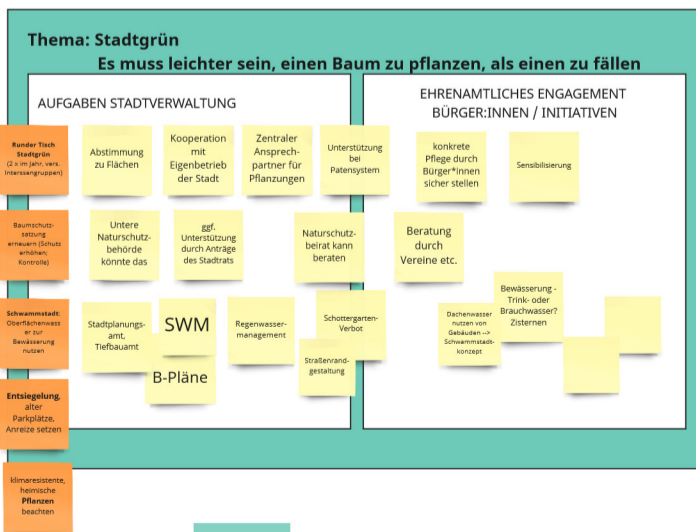 Thema: Stadtgrün
Es muss leichter sein, einen Baum zu pflanzen, als einen zu fällen
AUFGABEN STADTVERWALTUNG
EHRENAMTLICHES ENGAGEMENT
BÜRGER:INNEN / INITIATIVEN
Runder Tisch
Stadtgrün
(2 x im Jahr, vers.
Interssengruppen)
Abstimmung
zu Flächen
Kooperation
mit
Eigenbetrieb
der Stadt
Zentraler
Ansprech-
partner für
Pflanzungen
Unterstützung
bei
Patensystem
konkrete
Pflege durch
Bürger*innen
sicher stellen
Sensibilisierung
Baumschutz-
satzung
erneuern (Schutz
erhöhen;
Kontrolle)
Untere
Naturschutz-
behörde
könnte das
ggf.
Unterstützung
durch Anträge
des Stadtrats
Naturschutz-
beirat kann
beraten
Beratung
durch
Vereine etc.
Schwammstadt:
Oberflächenwass
er zur
Bewässerung
nutzen
Stadtplanungs-
amt,
Tiefbauamt
SWM
B-Pläne
Regenwasser-
management
Schottergarten-
Verbot
Straßenrand-
gestaltung
Dachenwasser
nutzen von
Gebäuden -->
Schwammstadt-
konzept
Bewässerung -
Trink- oder
Brauchwasser?
Zisternen
Entsiegelung,
alter
Parkplätze,
Anreize setzen
klimaresistente,
heimische
Pflanzen
beachten